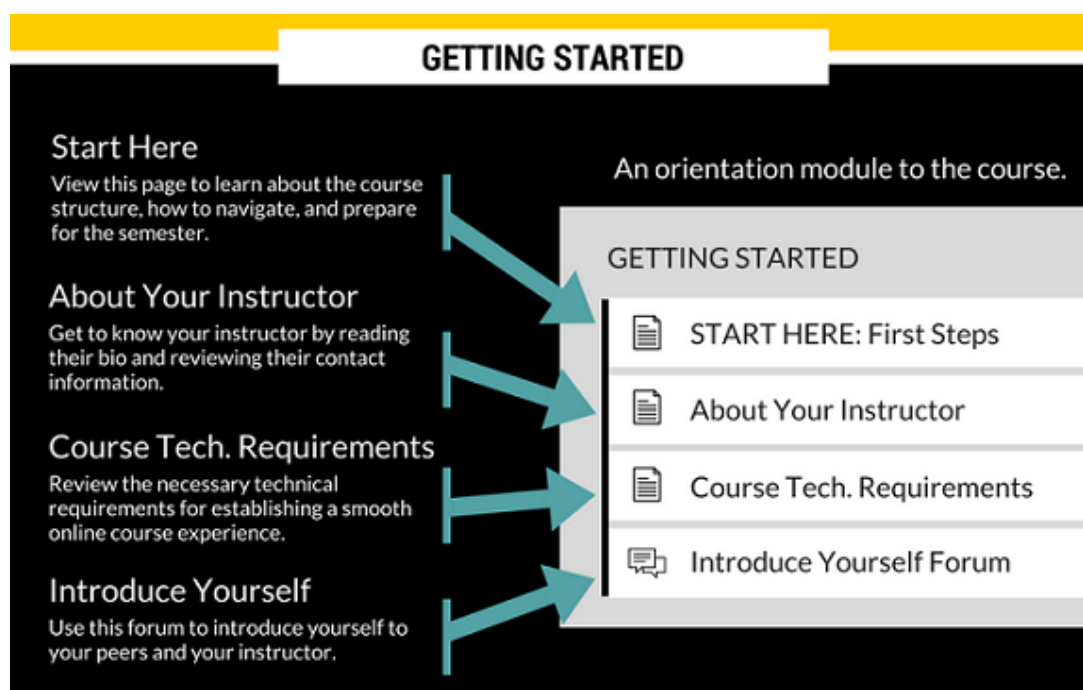 GETTING STARTED
Start Here
View this page to learn about the course
structure, how to navigate, and prepare
for the semester.
About Your Instructor
Get to know your instructor by reading
their bio and reviewing their contact
information.
Course Tech. Requirements
Review the necessary technical
requirements for establishing a smooth
online course experience.
Introduce Yourself
Use this forum to introduce yourself to
your peers and your instructor.
An orientation module to the course.
GETTING STARTED
START HERE: First Steps
About Your Instructor
Course Tech. Requirements
Introduce Yourself Forum